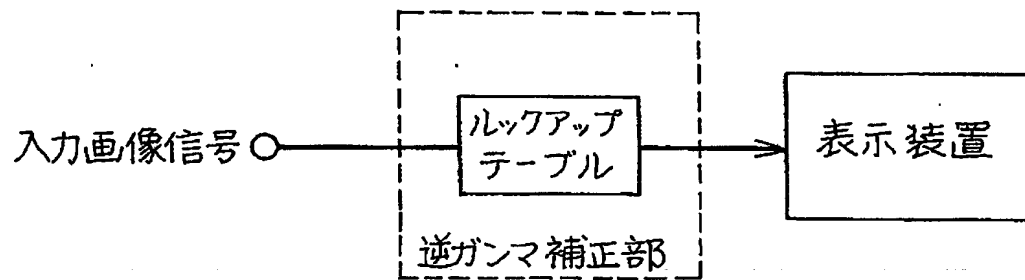 入力画像信号
ルックアップ
テーブル
表示装置
逆ガンマ補正部